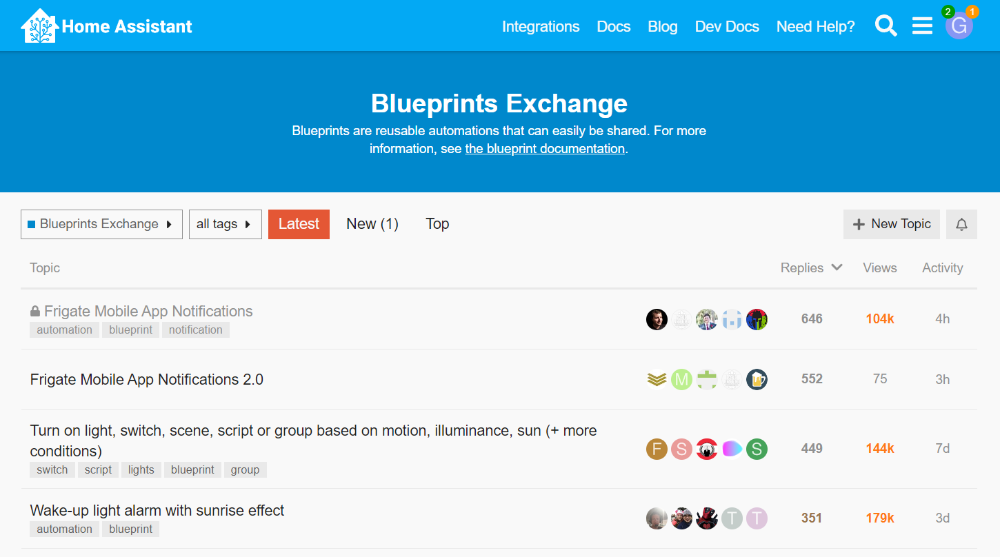 Home Assistant
Integrations Docs Blog Dev Docs Need Help? 2 G 1
Blueprints Exchange
Blueprints are reusable automations that can easily be shared. For more
information, see the blueprint documentation.
Blueprints Exchange all tags Latest New (1) Top New Topic
Topic Replies Views Activity
Frigate Mobile App Notifications 646 104k 4h
automation blueprint notification
Frigate Mobile App Notifications 2.0 M 552 75 3h
Turn on light, switch, scene, script or group based on motion, illuminance, sun (+ more
conditions) F S S 449 144k 7d
switch script lights blueprint group
Wake-up light alarm with sunrise effect T T 351 179k 3d
automation blueprint